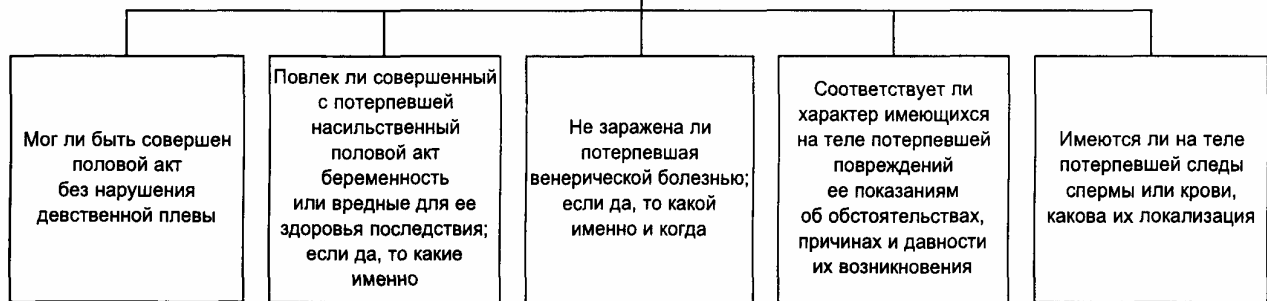 Мог ли быть совершен
половой акт
без нарушения
девственной плевы
Повлек ли совершенный
с потерпевшей
насильственный
половой акт
беременность
или вредные для ее
здоровья последствия;
если да, то какие
именно
Не заражена ли
потерпевшая
венерической болезнью;
если да, то какой
именно и когда
Соответствует ли
характер имеющихся
на теле потерпевшей
повреждений
ее показаниям
об обстоятельствах,
причинах и давности
их возникновения
Имеются ли на теле
потерпевшей следы
спермы или крови,
какова их локализация